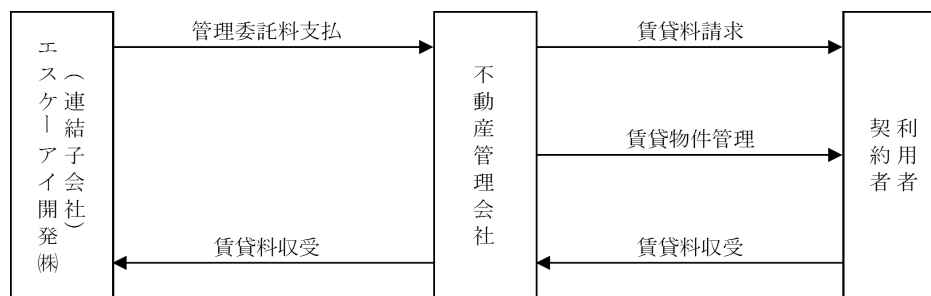 エスケーアイ開発㈱
（連結子会社）
管理委託料支払
賃貸料収受
不動産管理会社
賃貸料請求
賃貸物件管理
賃貸料収受
利用者
契約者